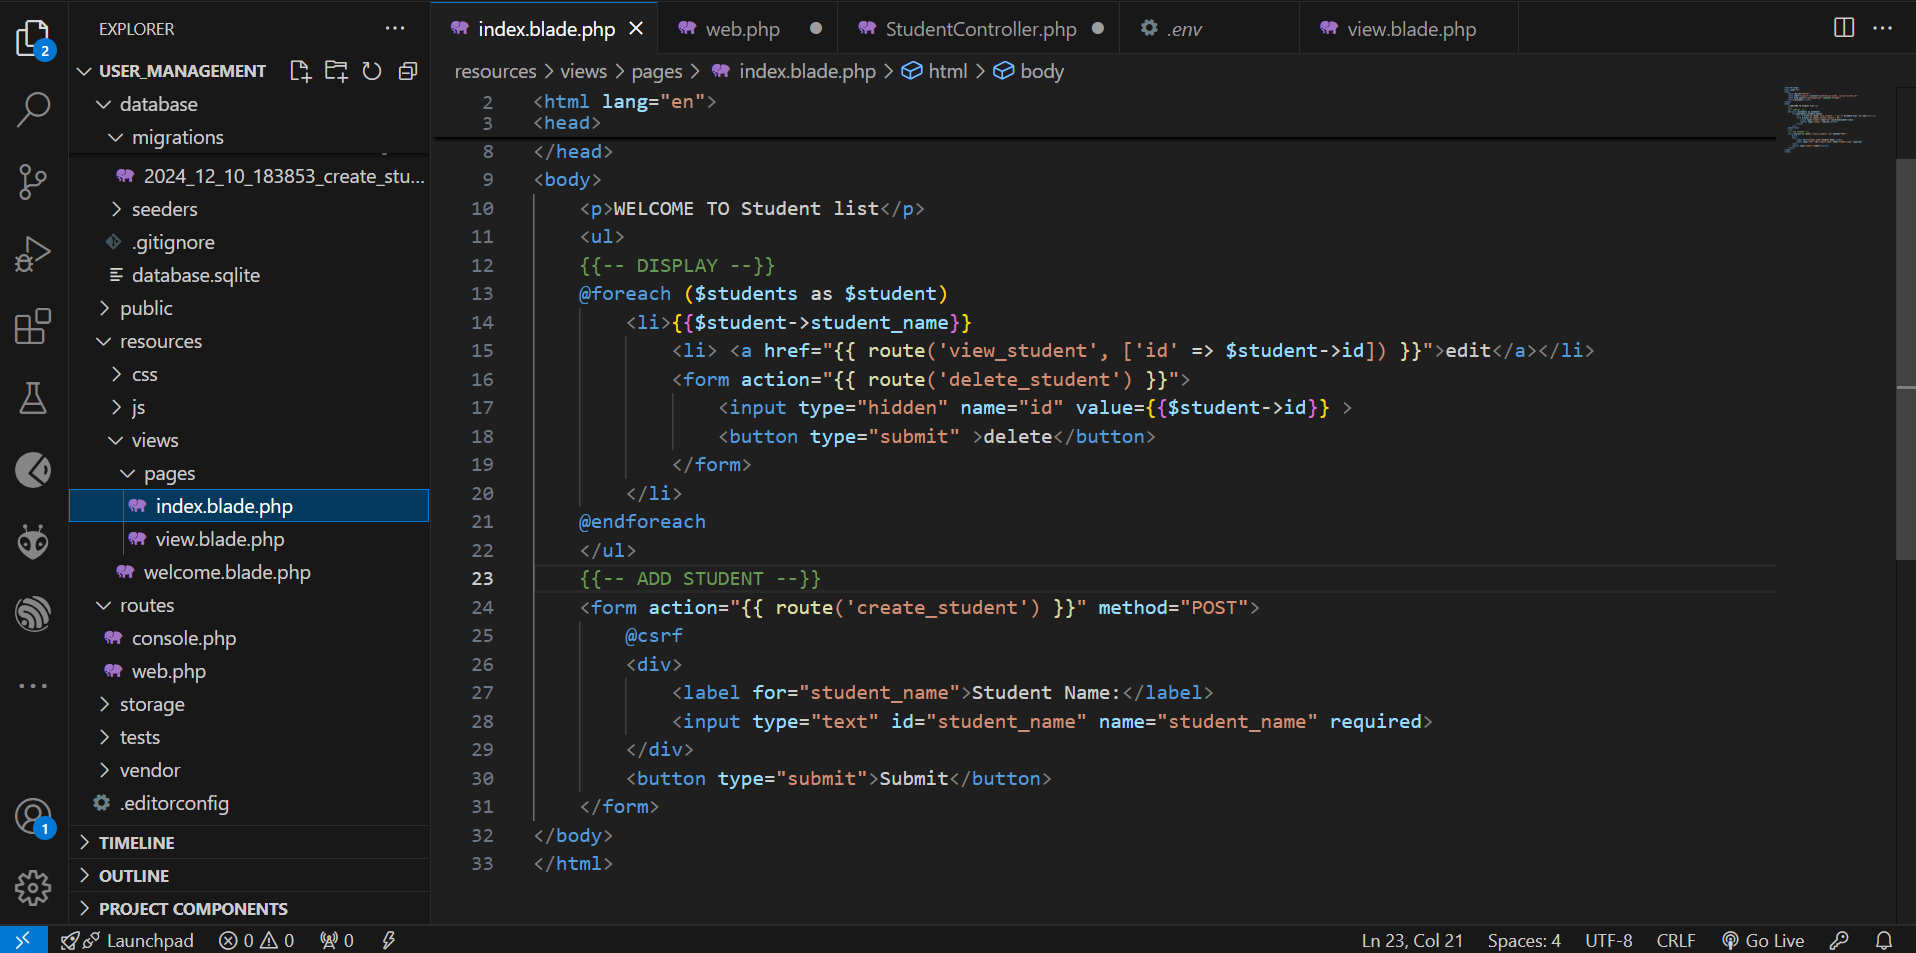 EXPLORER
USER_MANAGEMENT
database
migrations
2024_12_10_183853_create_stu...
seeders
.gitignore
database.sqlite
public
resources
css
js
views
pages
index.blade.php
view.blade.php
welcome.blade.php
routes
console.php
web.php
storage
tests
vendor
.editorconfig
TIMELINE
OUTLINE
PROJECT COMPONENTS
2
1
index.blade.php
web.php
StudentController.php
.env
view.blade.php
resources > views > pages > index.blade.php > html > body
2 <html lang="en">
3 <head>
8 </head>
9 <body>
10 <p>WELCOME TO Student list</p>
11 <ul>
12 {{-- DISPLAY --}}
13 @foreach ($students as $student)
14 <li>{{$student->student_name}}
15 <li> <a href="{{ route('view_student', ['id' => $student->id]) }}">edit</a></li>
16 <form action="{{ route('delete_student') }}">
17 <input type="hidden" name="id" value={{$student->id}} >
18 <button type="submit" >delete</button>
19 </form>
20 </li>
21 @endforeach
22 </ul>
23 {{-- ADD STUDENT --}}
24 <form action="{{ route('create_student') }}" method="POST">
25 @csrf
26 <div>
27 <label for="student_name">Student Name:</label>
28 <input type="text" id="student_name" name="student_name" required>
29 </div>
30 <button type="submit">Submit</button>
31 </form>
32 </body>
33 </html>
Launchpad 0 0 0 Ln 23, Col 21 Spaces: 4 UTF-8 CRLF Go Live